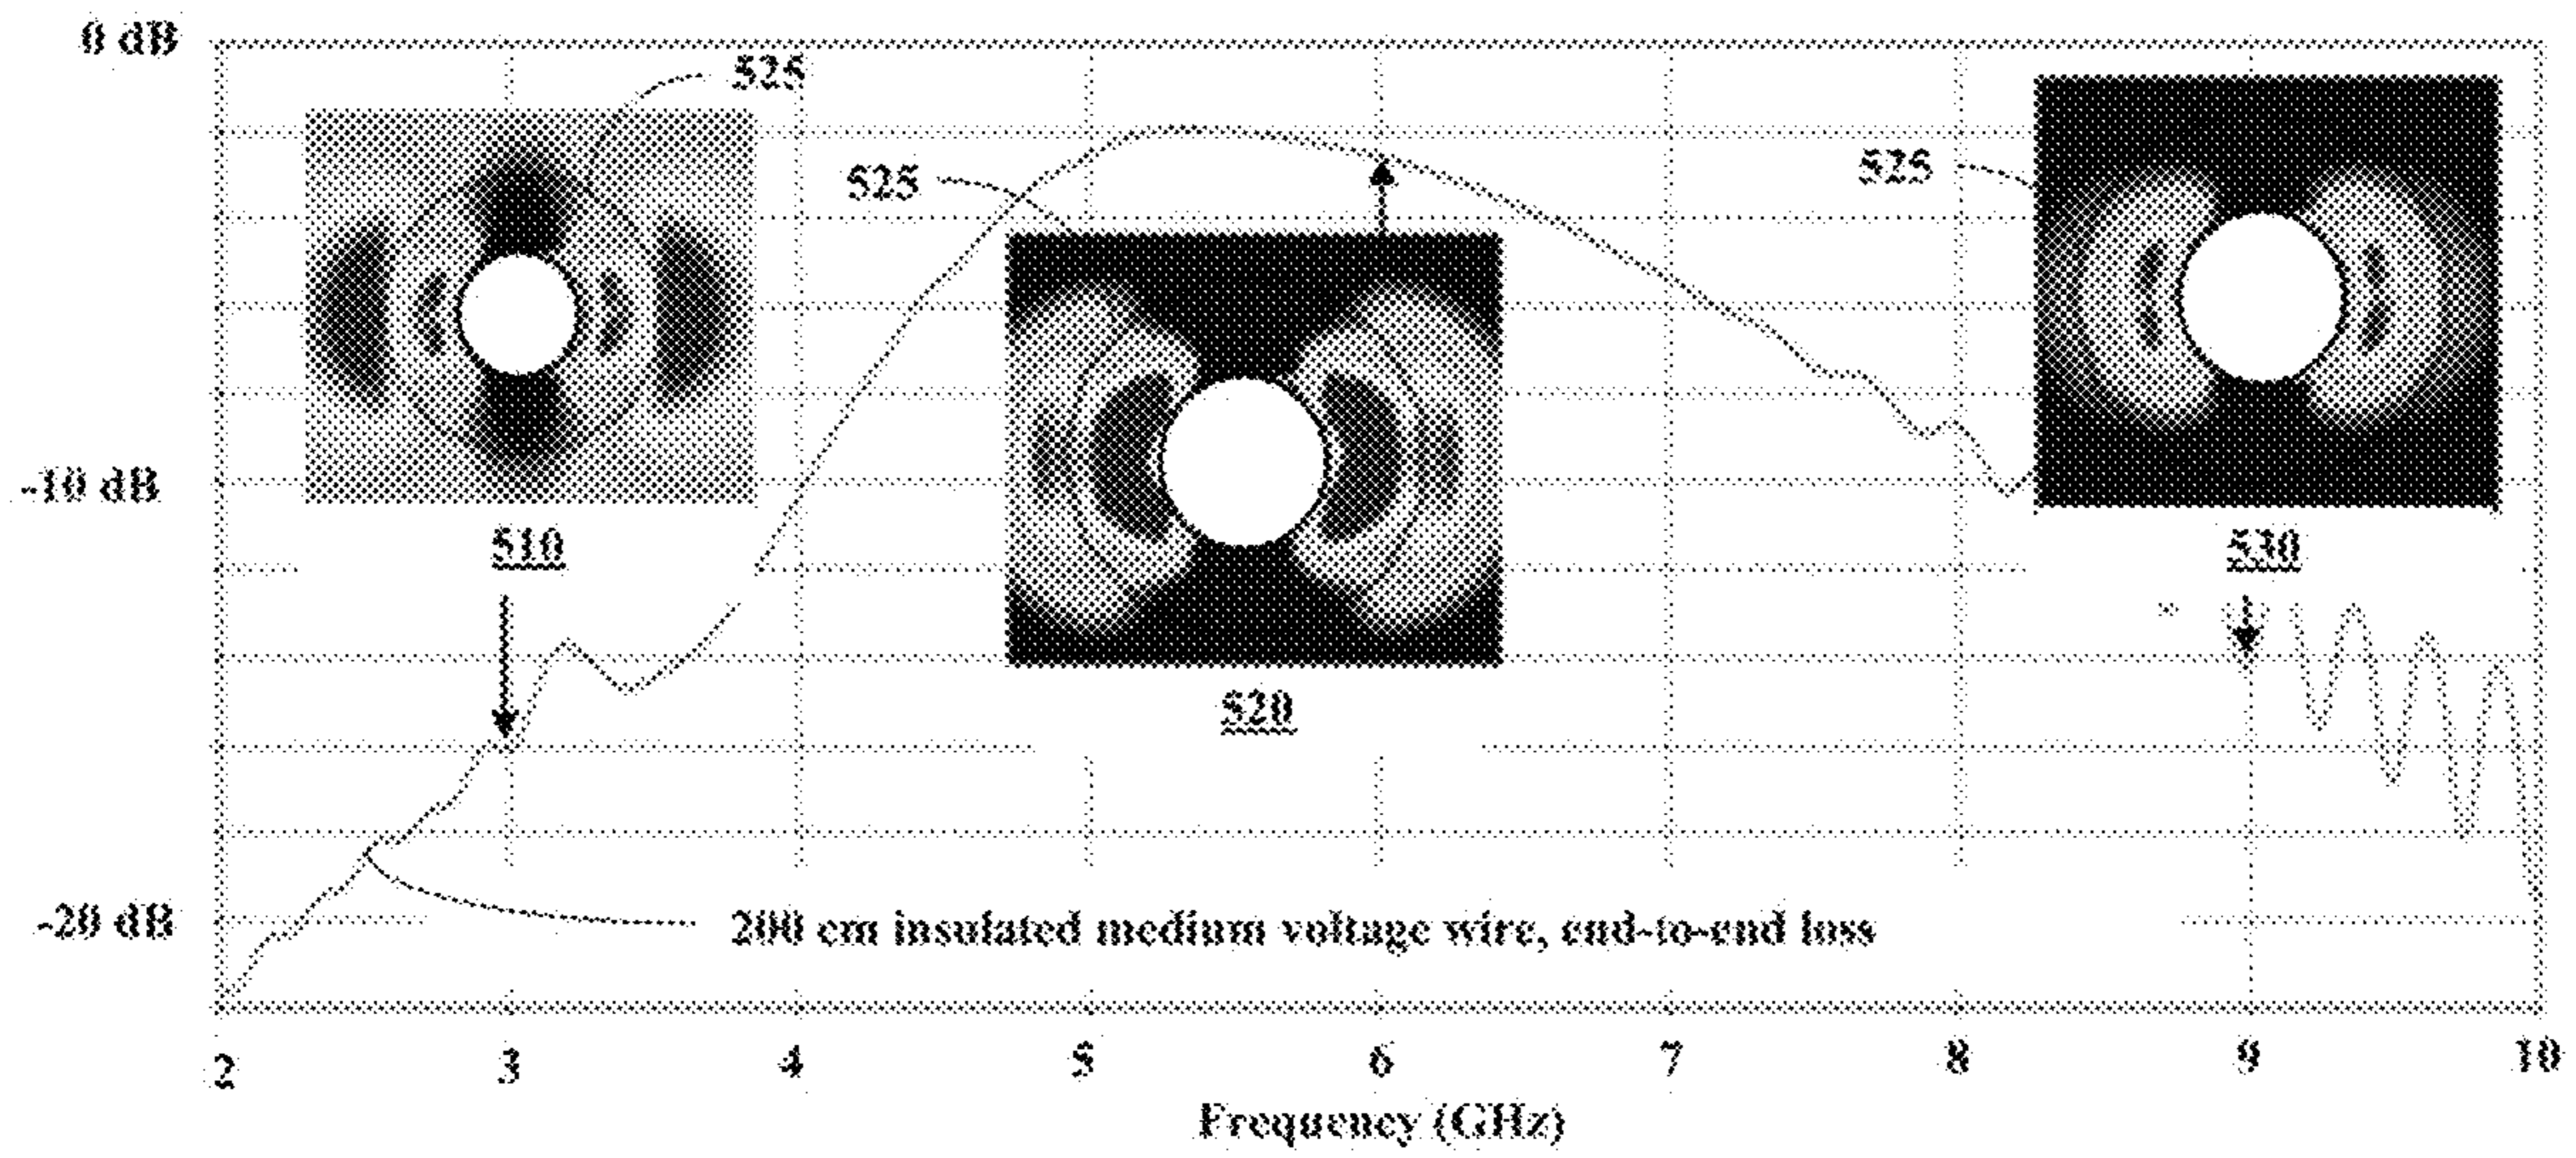 0 dB
525
525
525
-10 dB
510
530
520
-20 dB
200 cm insulated medium voltage wire, end-to-end loss
2 3 4 5 6 7 8 9 10
Frequency (GHz)